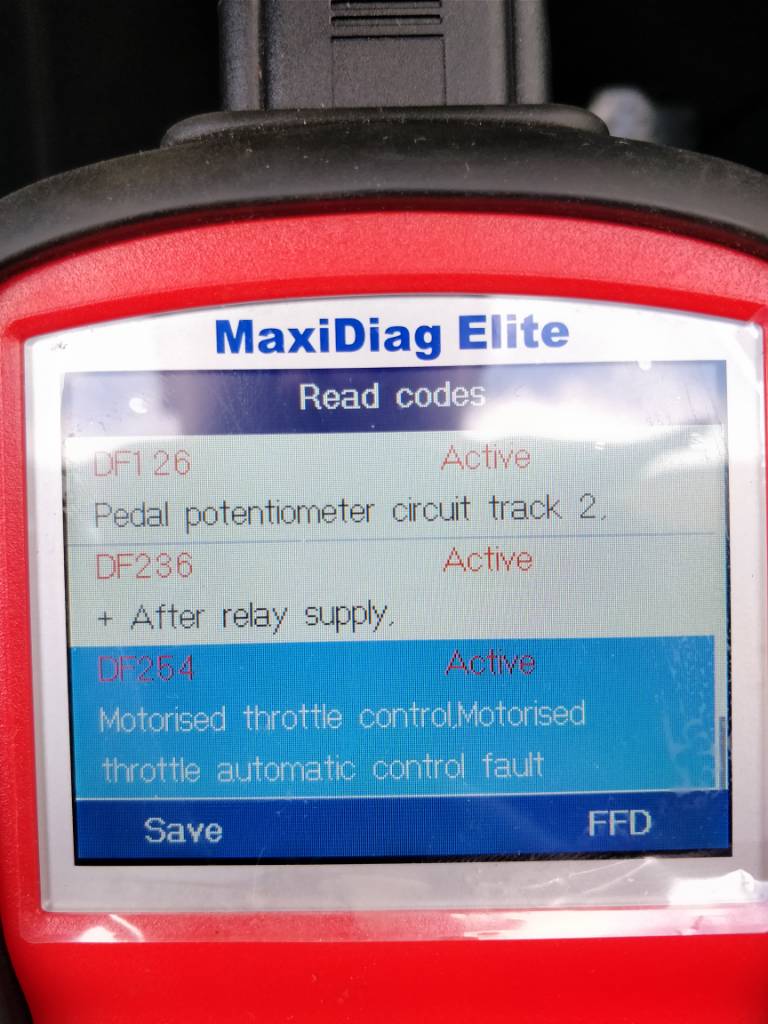 MaxiDiag Elite
Read codes
DF126 Active
Pedal potentiometer circuit track 2,
DF236 Active
+ After relay supply,
DF254 Active
Motorised throttle control,Motorised
throttle automatic control fault
Save FFD